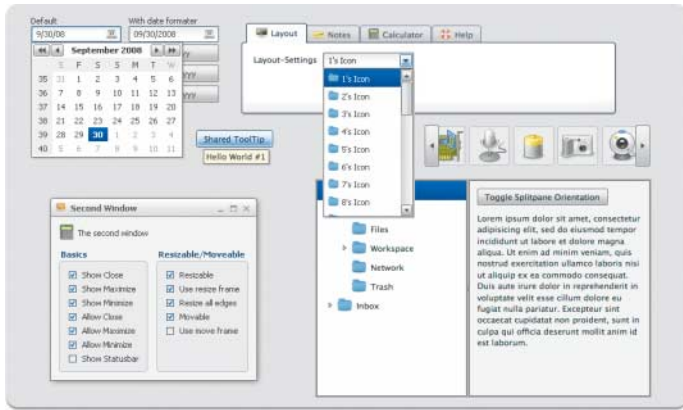 Default
With date formater
9/30/08
09/30/2008
September 2008
S F S S M T W
35 31 1 2 3 4 5 6
36 7 8 9 10 11 12 13
37 14 15 16 17 18 19 20
38 21 22 23 24 25 26 27
39 28 29 30 1 2 3 4
40 5 6 7 8 9 10 11
yyy
yyy
Shared ToolTip
Hello World #1
Layout
Notes
Calculator
Help
Layout-Settings
1's Icon
1's Icon
2's Icon
3's Icon
4's Icon
5's Icon
6's Icon
7's Icon
8's Icon
Files
Workspace
Network
Trash
Inbox
Toggle Splitpane Orientation
Lorem ipsum dolor sit amet, consectetur
adipisicing elit, sed do eiusmod tempor
incididunt ut labore et dolore magna
aliqua. Ut enim ad minim veniam, quis
nostrud exercitation ullamco laboris nisi
ut aliquip ex ea commodo consequat.
Duis aute irure dolor in reprehenderit in
voluptate velit esse cillum dolore eu
fugiat nulla pariatur. Excepteur sint
occaecat cupidatat non proident, sunt in
culpa qui officia deserunt mollit anim id
est laborum.
Second Window
The second window
Basics
Show Close
Show Maximize
Show Minimize
Allow Close
Allow Maximize
Allow Minimize
Show Statusbar
Resizable/Moveable
Resizable
Use resize frame
Resize all edges
Movable
Use move frame